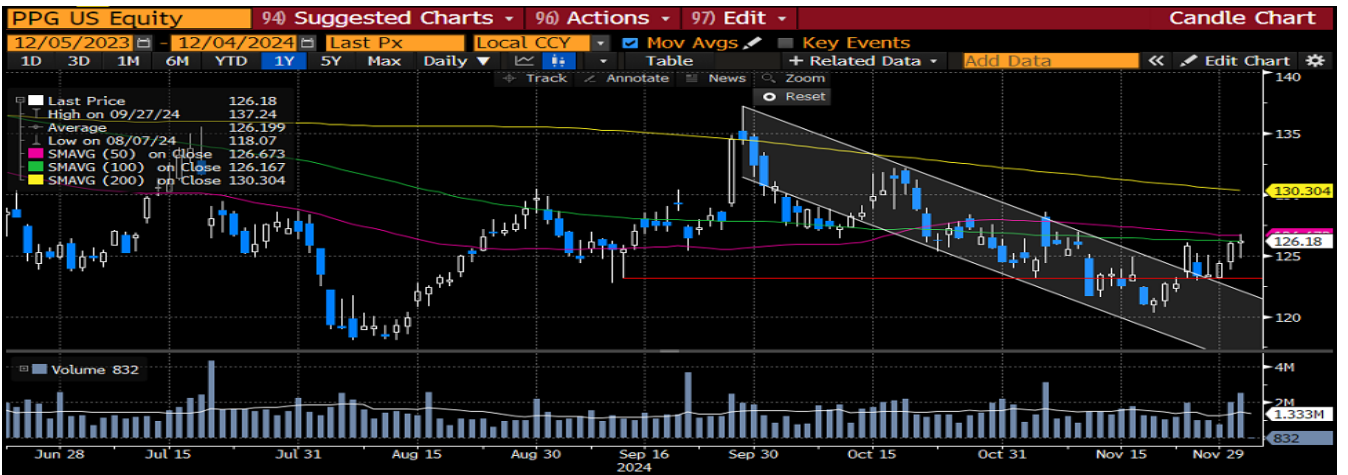 PPG US Equity 94) Suggested Charts 96) Actions 97) Edit Candle Chart
12/05/2023 - 12/04/2024 Last Px Local CCY Mov Avgs Key Events
1D 3D 1M 6M YTD 1Y 5Y Max Daily ▼ Table + Related Data Add Data « Edit Chart
Track Annotate News Zoom
Reset
Last Price 126.18
High on 09/27/24 137.24
Average 126.199
Low on 08/07/24 118.07
SMAVG (50) on Close 126.673
SMAVG (100) on Close 126.167
SMAVG (200) on Close 130.304
140
135
130.304
126.18
125
120
Volume 832
4M
2M
1.333M
832
Jun 28 Jul 15 Jul 31 Aug 15 Aug 30 Sep 16 Sep 30 Oct 15 Oct 31 Nov 15 Nov 29
2024